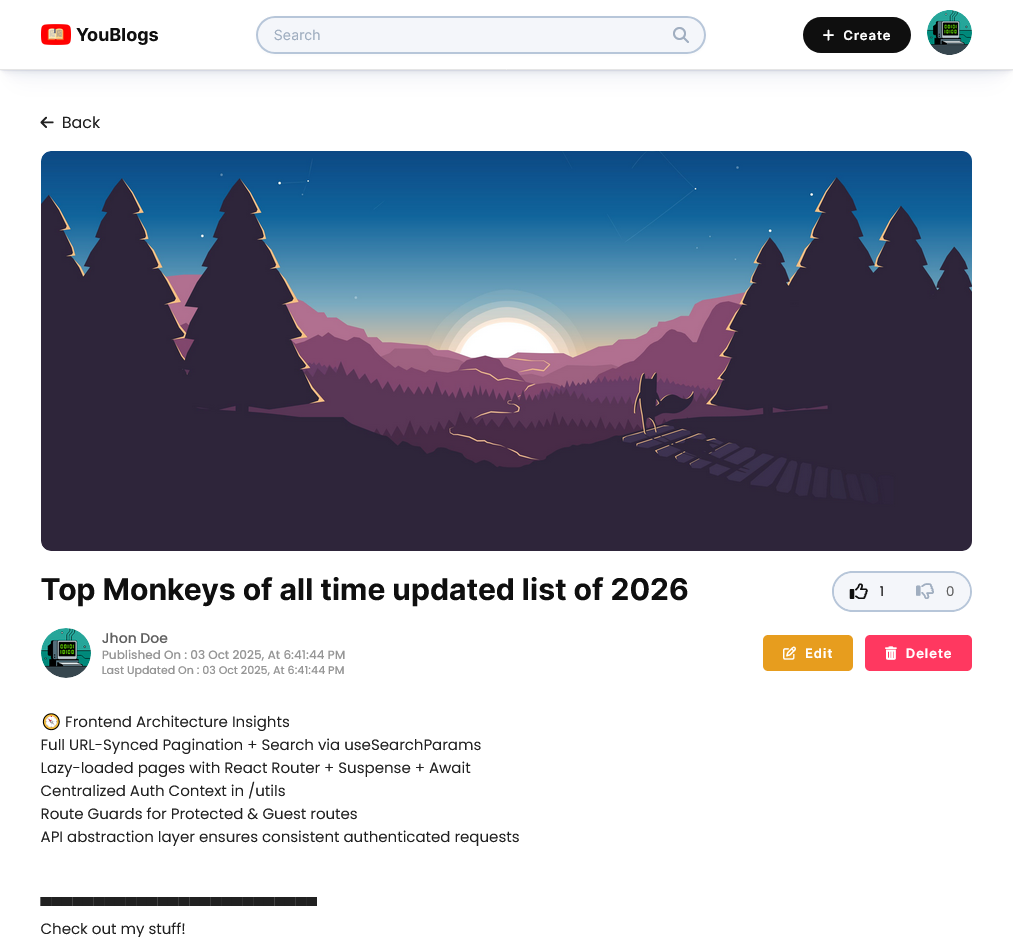 YouBlogs
Search
Create
Back
Top Monkeys of all time updated list of 2026
1
0
Jhon Doe
Published On : 03 Oct 2025, At 6:41:44 PM
Last Updated On : 03 Oct 2025, At 6:41:44 PM
Edit
Delete
🧭 Frontend Architecture Insights
Full URL-Synced Pagination + Search via useSearchParams
Lazy-loaded pages with React Router + Suspense + Await
Centralized Auth Context in /utils
Route Guards for Protected & Guest routes
API abstraction layer ensures consistent authenticated requests
Check out my stuff!